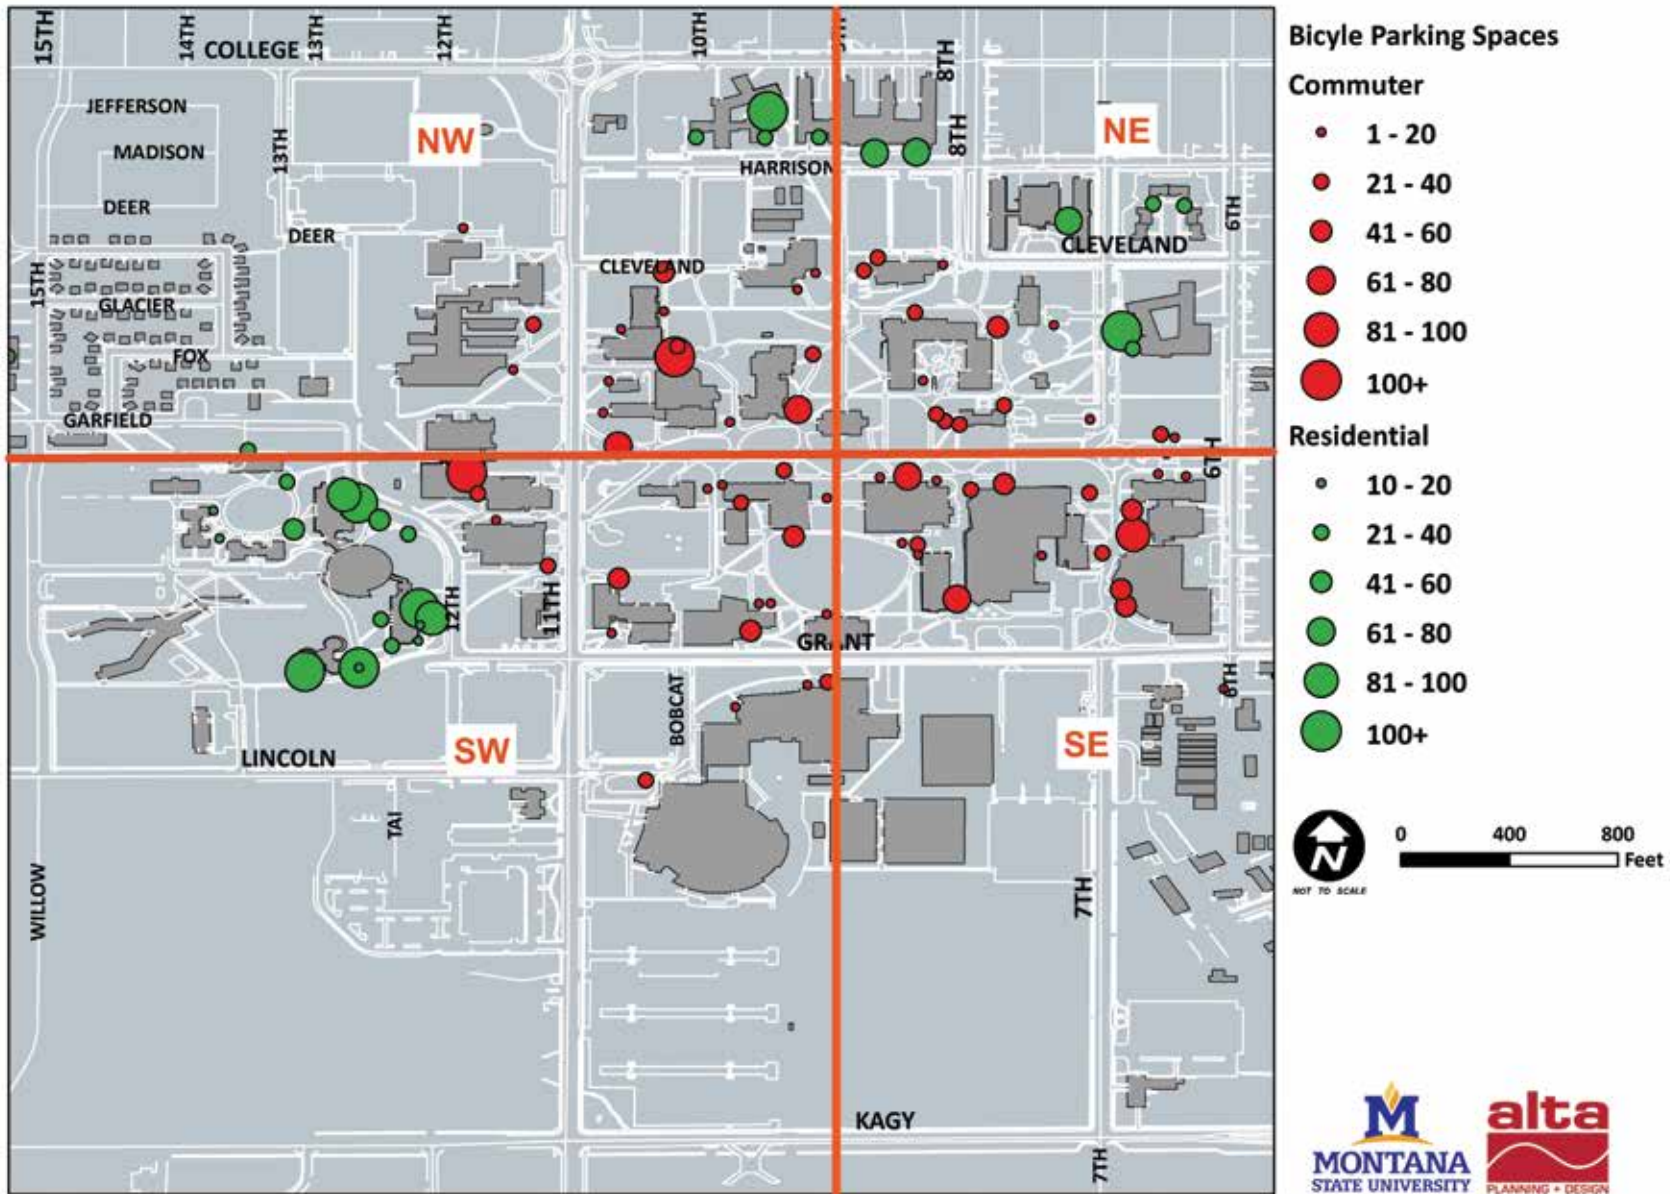 15TH
14TH
13TH
12TH
10TH
8TH
COLLEGE
JEFFERSON
NW
NE
13TH
8TH
MADISON
HARRISON
DEER
DEER
6TH
CLEVELAND
CLEVELAND
15TH
GLACIER
FOX
GARFIELD
6TH
12TH
11TH
GRANT
BOBCAT
6TH
SW
SE
LINCOLN
TAI
WILLOW
7TH
KAGY
7TH
Bicyle Parking Spaces
Commuter
1 - 20
21 - 40
41 - 60
61 - 80
81 - 100
100+
Residential
10 - 20
21 - 40
41 - 60
61 - 80
81 - 100
100+
N
NOT TO SCALE
0 400 800
Feet
M
MONTANA
STATE UNIVERSITY
alta
PLANNING + DESIGN